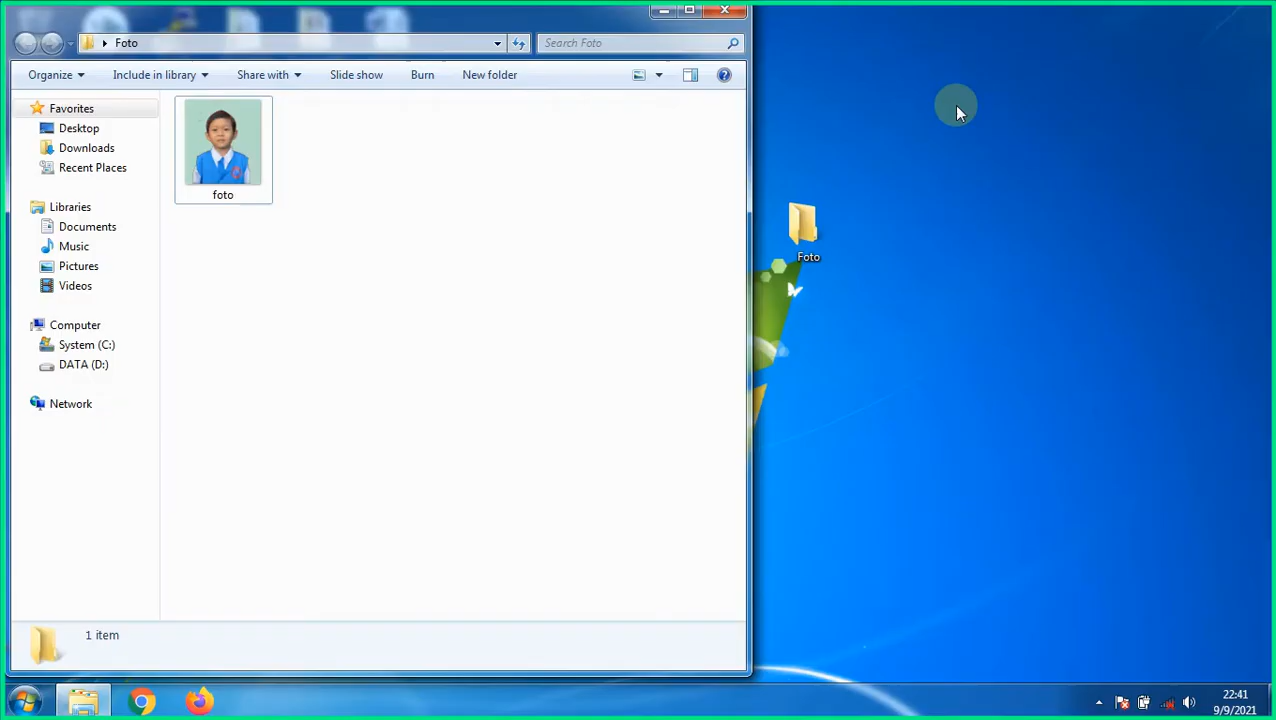 Foto
Search Foto
Organize
Include in library
Share with
Slide show
Burn
New folder
Favorites
Desktop
Downloads
Recent Places
Libraries
Documents
Music
Pictures
Videos
Computer
System (C:)
DATA (D:)
Network
foto
Foto
1 item
22:41
9/9/2021